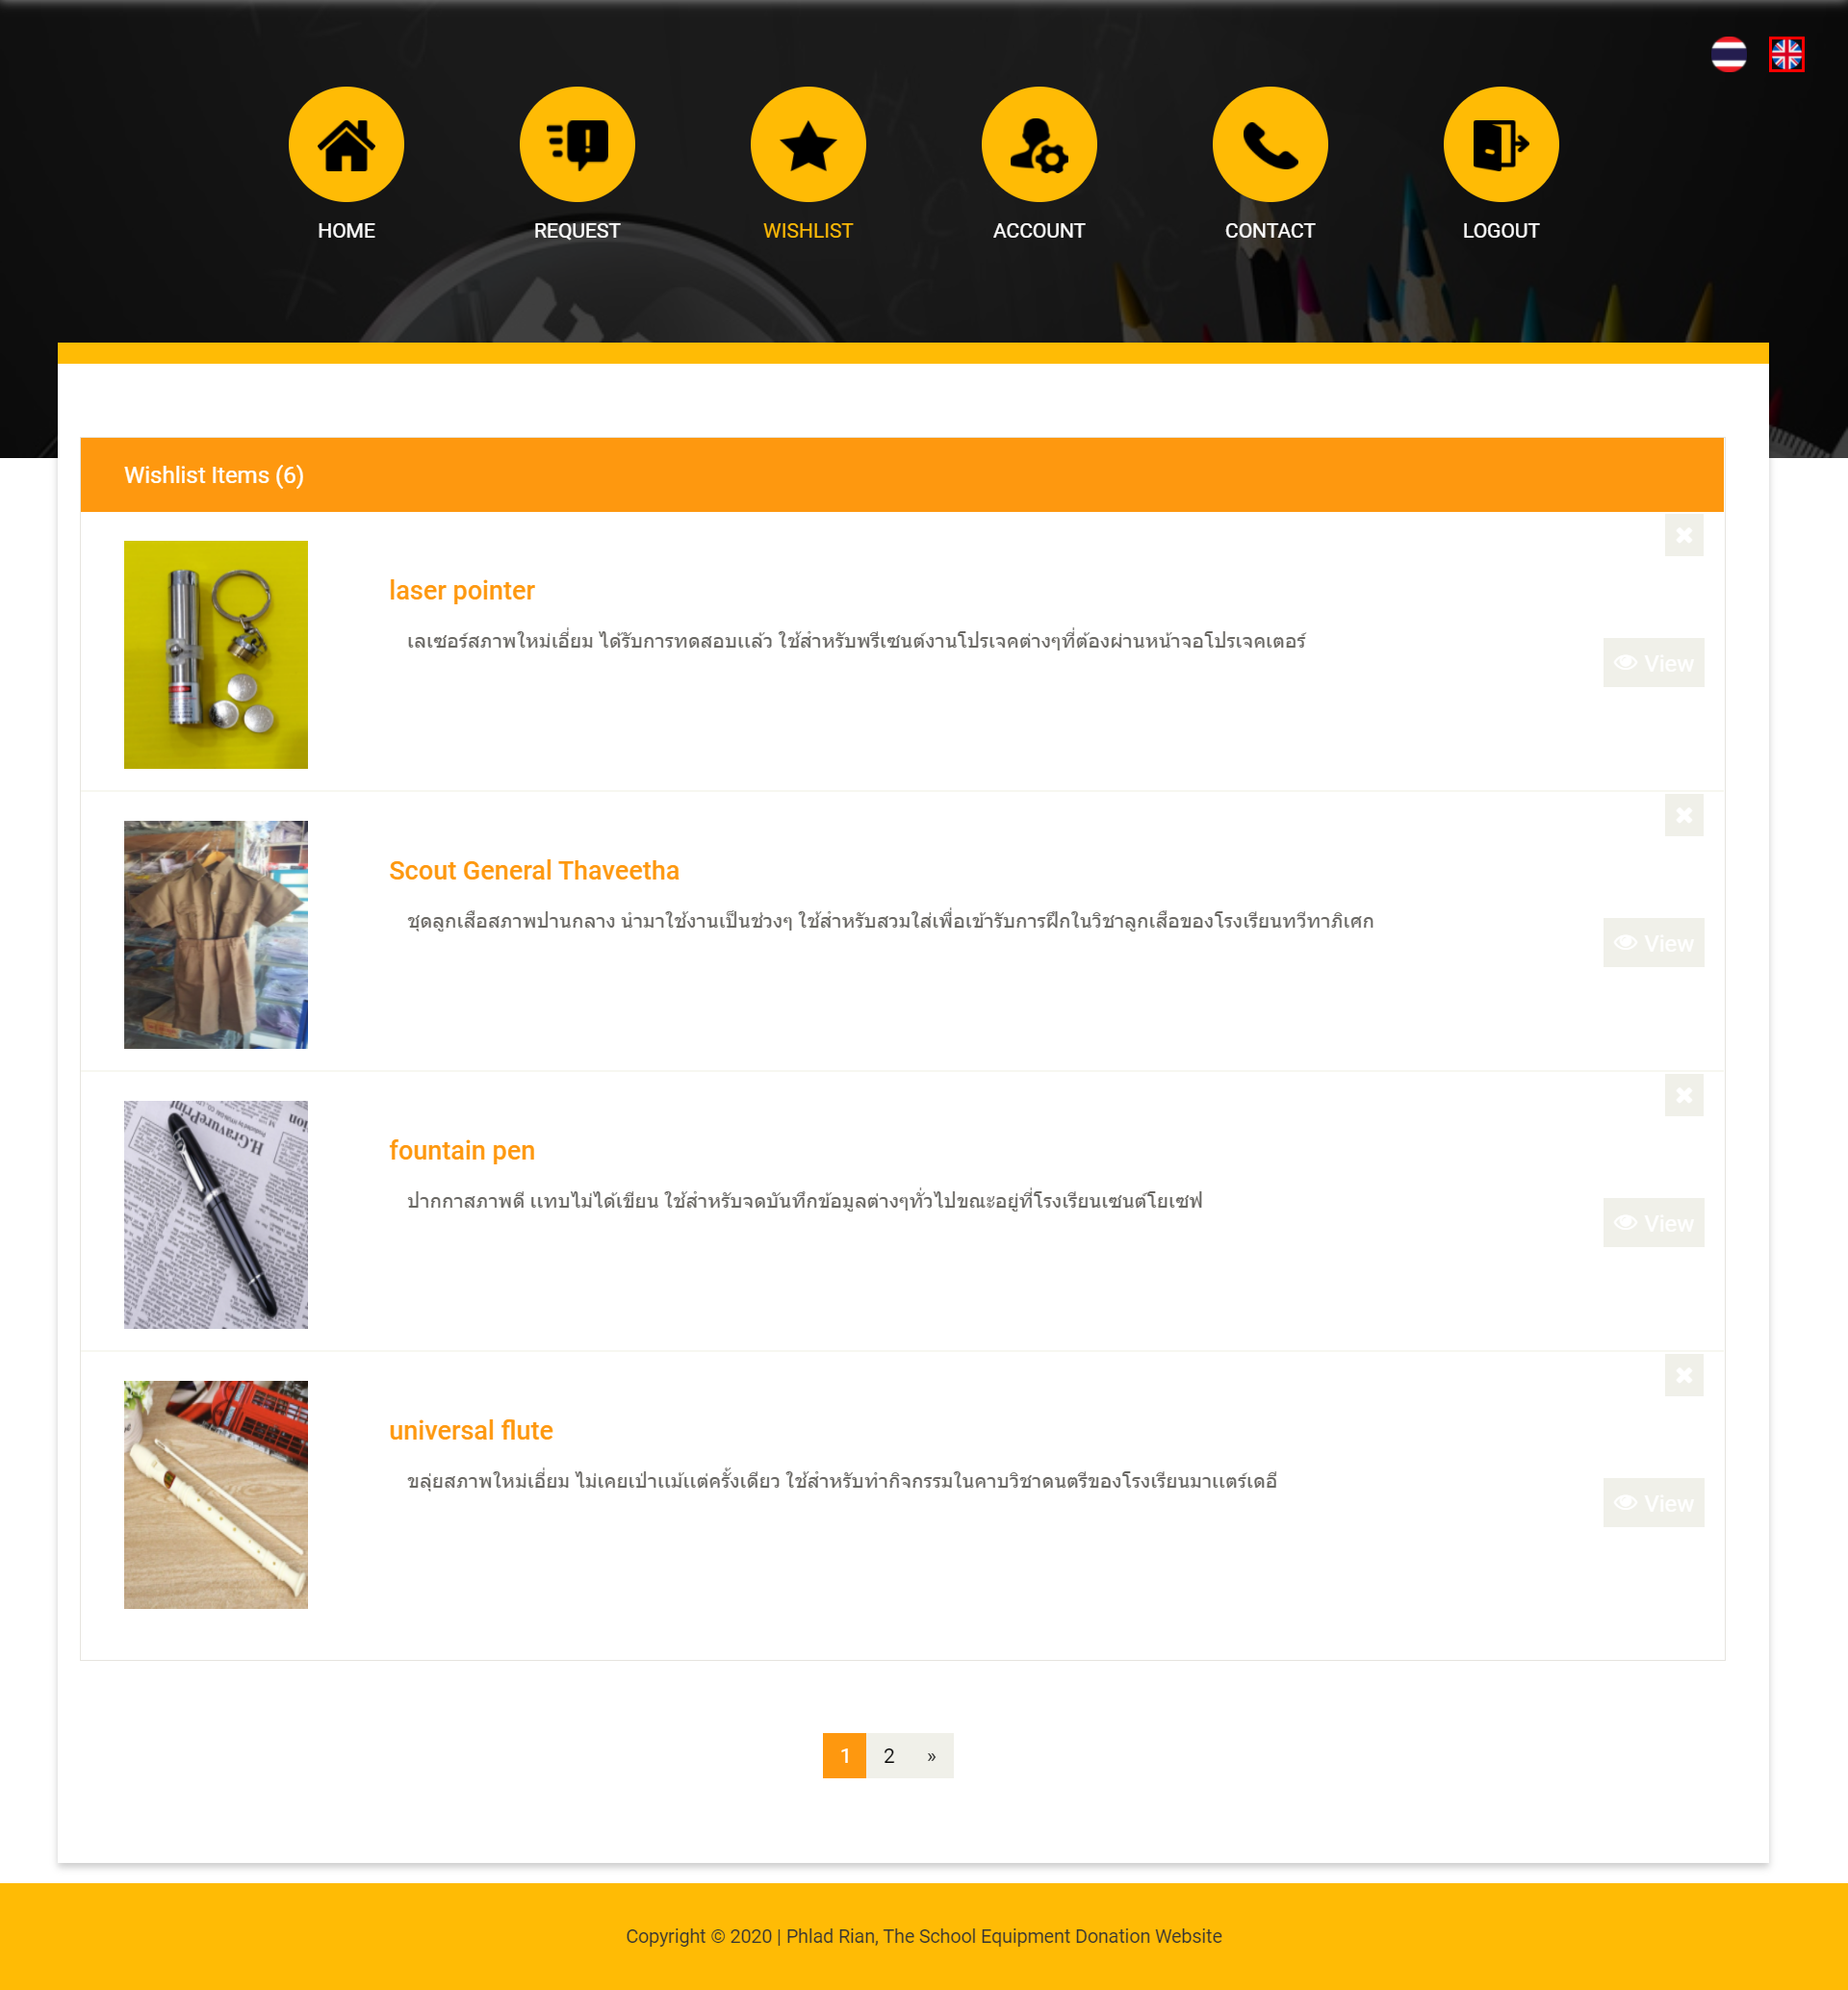 HOME
REQUEST
WISHLIST
ACCOUNT
CONTACT
LOGOUT
Wishlist Items (6)
laser pointer
เลเซอร์สภาพใหม่เอี่ยม ได้รับการทดสอบแล้ว ใช้สำหรับพรีเซนต์งานโปรเจคต่างๆที่ต้องผ่านหน้าจอโปรเจคเตอร์
View
Scout General Thaveetha
ชุดลูกเสือสภาพปานกลาง นำมาใช้งานเป็นช่วงๆ ใช้สำหรับสวมใส่เพื่อเข้ารับการฝึกในวิชาลูกเสือของโรงเรียนทวีทาภิเศก
View
H.GravurePrin
fountain pen
ปากกาสภาพดี แทบไม่ได้เขียน ใช้สำหรับจดบันทึกข้อมูลต่างๆทั่วไปขณะอยู่ที่โรงเรียนเซนต์โยเซฟ
View
universal flute
ขลุ่ยสภาพใหม่เอี่ยม ไม่เคยเป่าแม้แต่ครั้งเดียว ใช้สำหรับทำกิจกรรมในคาบวิชาดนตรีของโรงเรียนมาแตร์เดอี
View
1 2 »
Copyright © 2020 | Phlad Rian, The School Equipment Donation Website